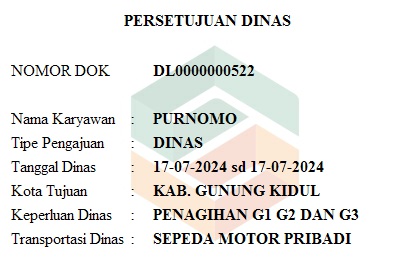 PERSETUJUAN DINAS
NOMOR DOK DL0000000522
Nama Karyawan : PURNOMO
Tipe Pengajuan : DINAS
Tanggal Dinas : 17-07-2024 sd 17-07-2024
Kota Tujuan : KAB. GUNUNG KIDUL
Keperluan Dinas : PENAGIHAN G1 G2 DAN G3
Transportasi Dinas : SEPEDA MOTOR PRIBADI